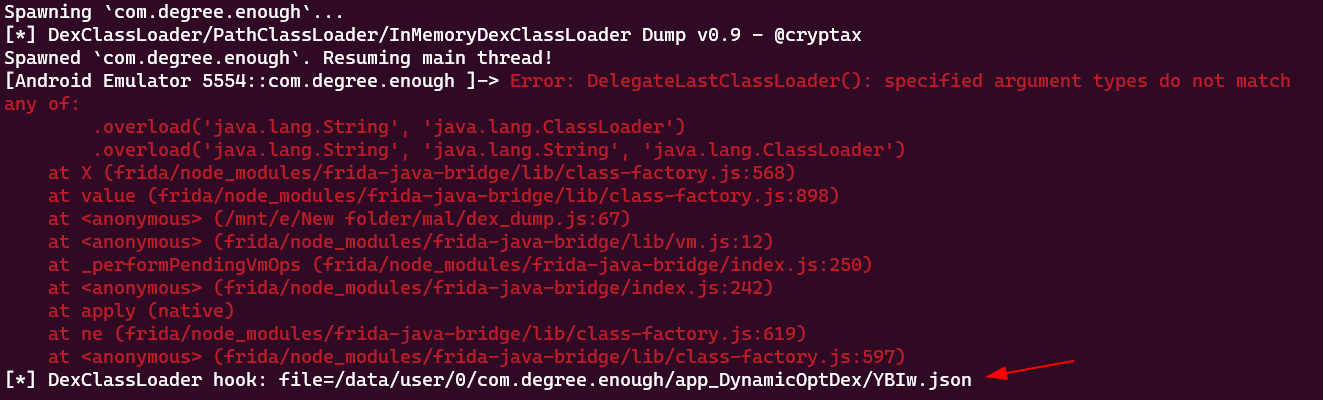 Spawning `com.degree.enough`...
[*] DexClassLoader/PathClassLoader/InMemoryDexClassLoader Dump v0.9 - @cryptax
Spawned `com.degree.enough`. Resuming main thread!
[Android Emulator 5554::com.degree.enough ]-> Error: DelegateLastClassLoader(): specified argument types do not match
any of:
        .overload('java.lang.String', 'java.lang.ClassLoader')
        .overload('java.lang.String', 'java.lang.String', 'java.lang.ClassLoader')
    at X (frida/node_modules/frida-java-bridge/lib/class-factory.js:568)
    at value (frida/node_modules/frida-java-bridge/lib/class-factory.js:898)
    at <anonymous> (/mnt/e/New folder/mal/dex_dump.js:67)
    at <anonymous> (frida/node_modules/frida-java-bridge/lib/vm.js:12)
    at _performPendingVmOps (frida/node_modules/frida-java-bridge/index.js:250)
    at <anonymous> (frida/node_modules/frida-java-bridge/index.js:242)
    at apply (native)
    at ne (frida/node_modules/frida-java-bridge/lib/class-factory.js:619)
    at <anonymous> (frida/node_modules/frida-java-bridge/lib/class-factory.js:597)
[*] DexClassLoader hook: file=/data/user/0/com.degree.enough/app_DynamicOptDex/YBIw.json